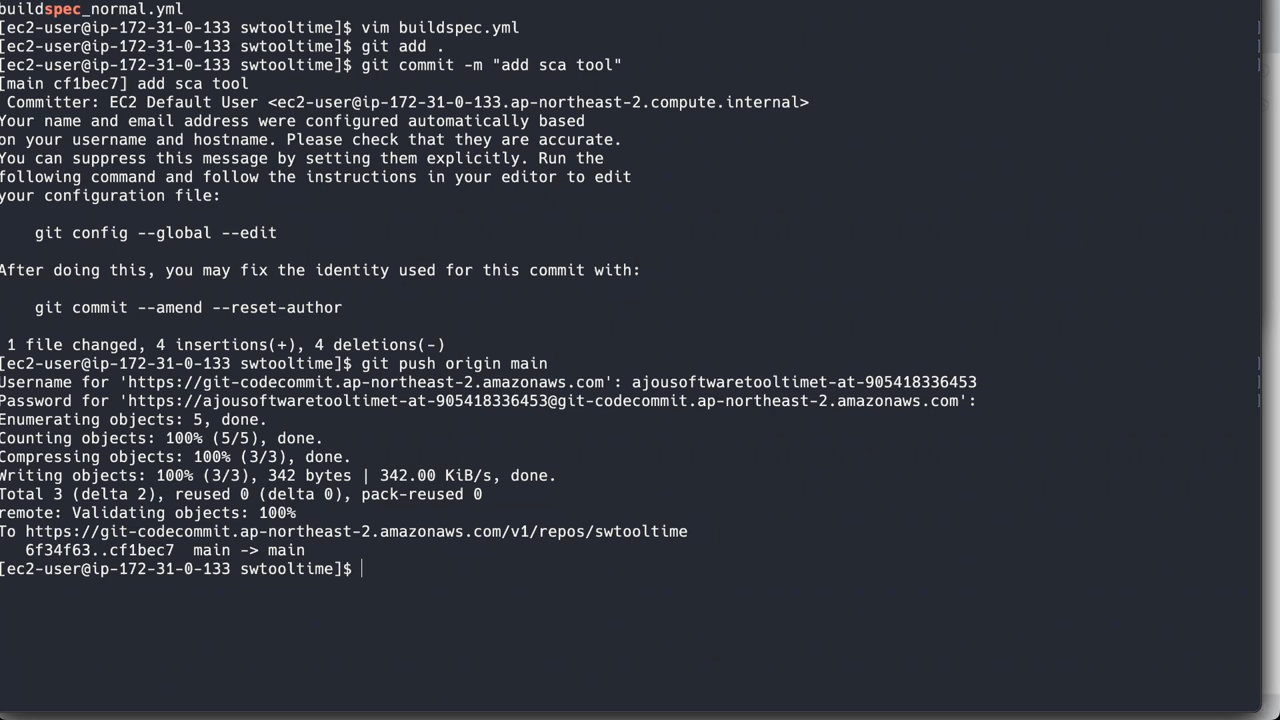 buildspec_normal.yml
[ec2-user@ip-172-31-0-133 swtooltime]$ vim buildspec.yml
[ec2-user@ip-172-31-0-133 swtooltime]$ git add .
[ec2-user@ip-172-31-0-133 swtooltime]$ git commit -m "add sca tool"
[main cf1bec7] add sca tool
Committer: EC2 Default User <ec2-user@ip-172-31-0-133.ap-northeast-2.compute.internal>
Your name and email address were configured automatically based
on your username and hostname. Please check that they are accurate.
You can suppress this message by setting them explicitly. Run the
following command and follow the instructions in your editor to edit
your configuration file:
git config --global --edit
After doing this, you may fix the identity used for this commit with:
git commit --amend --reset-author
1 file changed, 4 insertions(+), 4 deletions(-)
[ec2-user@ip-172-31-0-133 swtooltime]$ git push origin main
Username for 'https://git-codecommit.ap-northeast-2.amazonaws.com': ajousoftwaretooltimet-at-905418336453
Password for 'https://ajousoftwaretooltimet-at-905418336453@git-codecommit.ap-northeast-2.amazonaws.com':
Enumerating objects: 5, done.
Counting objects: 100% (5/5), done.
Compressing objects: 100% (3/3), done.
Writing objects: 100% (3/3), 342 bytes | 342.00 KiB/s, done.
Total 3 (delta 2), reused 0 (delta 0), pack-reused 0
remote: Validating objects: 100%
To https://git-codecommit.ap-northeast-2.amazonaws.com/v1/repos/swtooltime
6f34f63..cf1bec7  main -> main
[ec2-user@ip-172-31-0-133 swtooltime]$